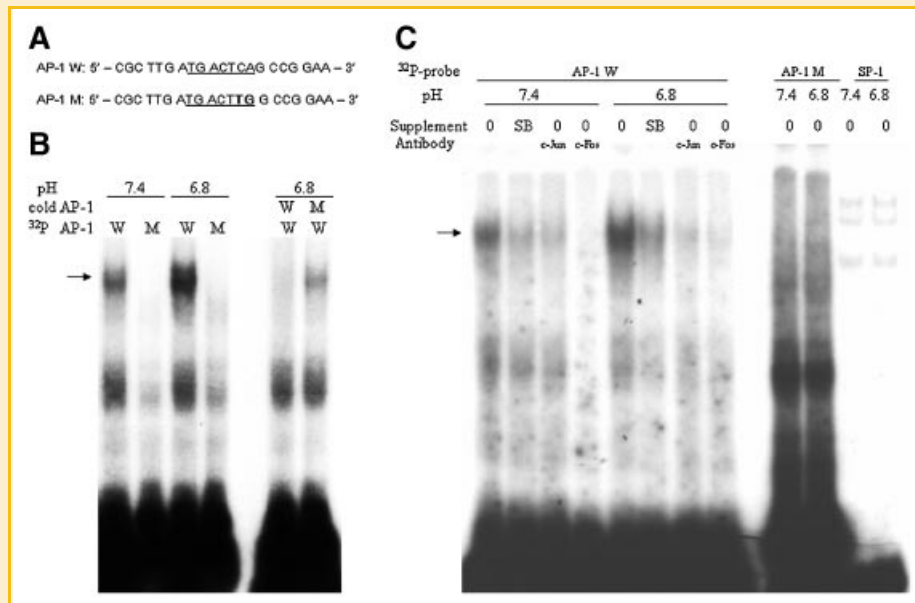 A
AP-1 W: 5' – CGC TTG ATG ACTCAG CCG GAA – 3'
AP-1 M: 5' – CGC TTG ATG ACTTG G CCG GAA – 3'
B
pH 7.4 6.8 6.8
cold AP-1 W M
32P AP-1 W M W M W W
C
32P-probe AP-1 W AP-1 M SP-1
pH 7.4 6.8 7.4 6.8 7.4 6.8
Supplement 0 SB 0 0 0 SB 0 0 0 0 0 0
Antibody c-Jun c-Fos c-Jun c-Fos